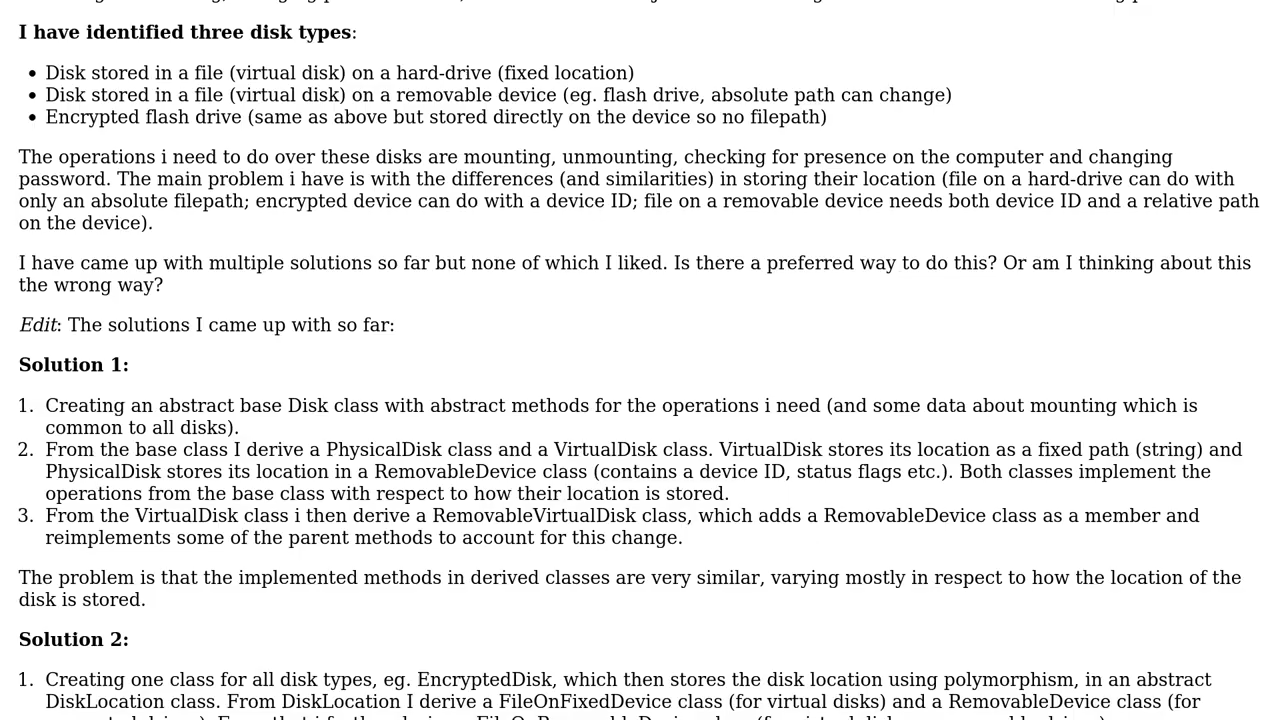 I have identified three disk types:
• Disk stored in a file (virtual disk) on a hard-drive (fixed location)
• Disk stored in a file (virtual disk) on a removable device (eg. flash drive, absolute path can change)
• Encrypted flash drive (same as above but stored directly on the device so no filepath)
The operations i need to do over these disks are mounting, unmounting, checking for presence on the computer and changing
password. The main problem i have is with the differences (and similarities) in storing their location (file on a hard-drive can do with
only an absolute filepath; encrypted device can do with a device ID; file on a removable device needs both device ID and a relative path
on the device).
I have came up with multiple solutions so far but none of which I liked. Is there a preferred way to do this? Or am I thinking about this
the wrong way?
Edit: The solutions I came up with so far:
Solution 1:
1. Creating an abstract base Disk class with abstract methods for the operations i need (and some data about mounting which is
common to all disks).
2. From the base class I derive a PhysicalDisk class and a VirtualDisk class. VirtualDisk stores its location as a fixed path (string) and
PhysicalDisk stores its location in a RemovableDevice class (contains a device ID, status flags etc.). Both classes implement the
operations from the base class with respect to how their location is stored.
3. From the VirtualDisk class i then derive a RemovableVirtualDisk class, which adds a RemovableDevice class as a member and
reimplements some of the parent methods to account for this change.
The problem is that the implemented methods in derived classes are very similar, varying mostly in respect to how the location of the
disk is stored.
Solution 2:
1. Creating one class for all disk types, eg. EncryptedDisk, which then stores the disk location using polymorphism, in an abstract
DiskLocation class. From DiskLocation I derive a FileOnFixedDevice class (for virtual disks) and a RemovableDevice class (for